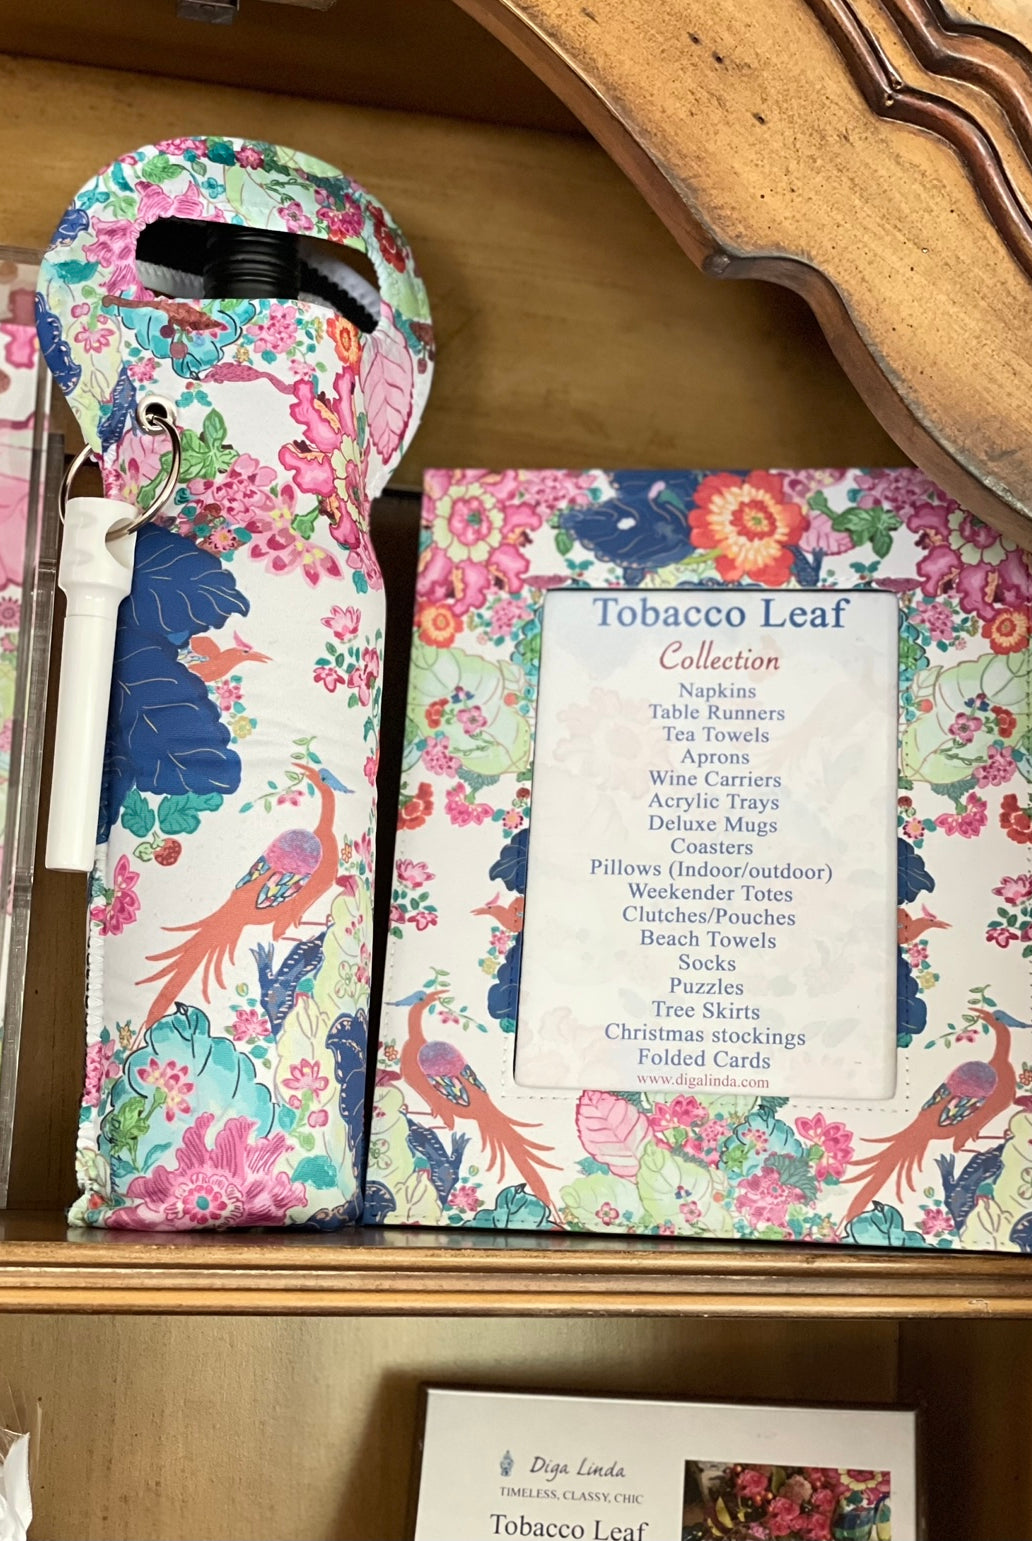 Tobacco Leaf
Collection
Napkins
Table Runners
Tea Towels
Aprons
Wine Carriers
Acrylic Trays
Deluxe Mugs
Coasters
Pillows (Indoor/outdoor)
Weekender Totes
Clutches/Pouches
Beach Towels
Socks
Puzzles
Tree Skirts
Christmas stockings
Folded Cards
www.digalinda.com
Diga Linda
TIMELESS, CLASSY, CHIC
Tobacco Leaf